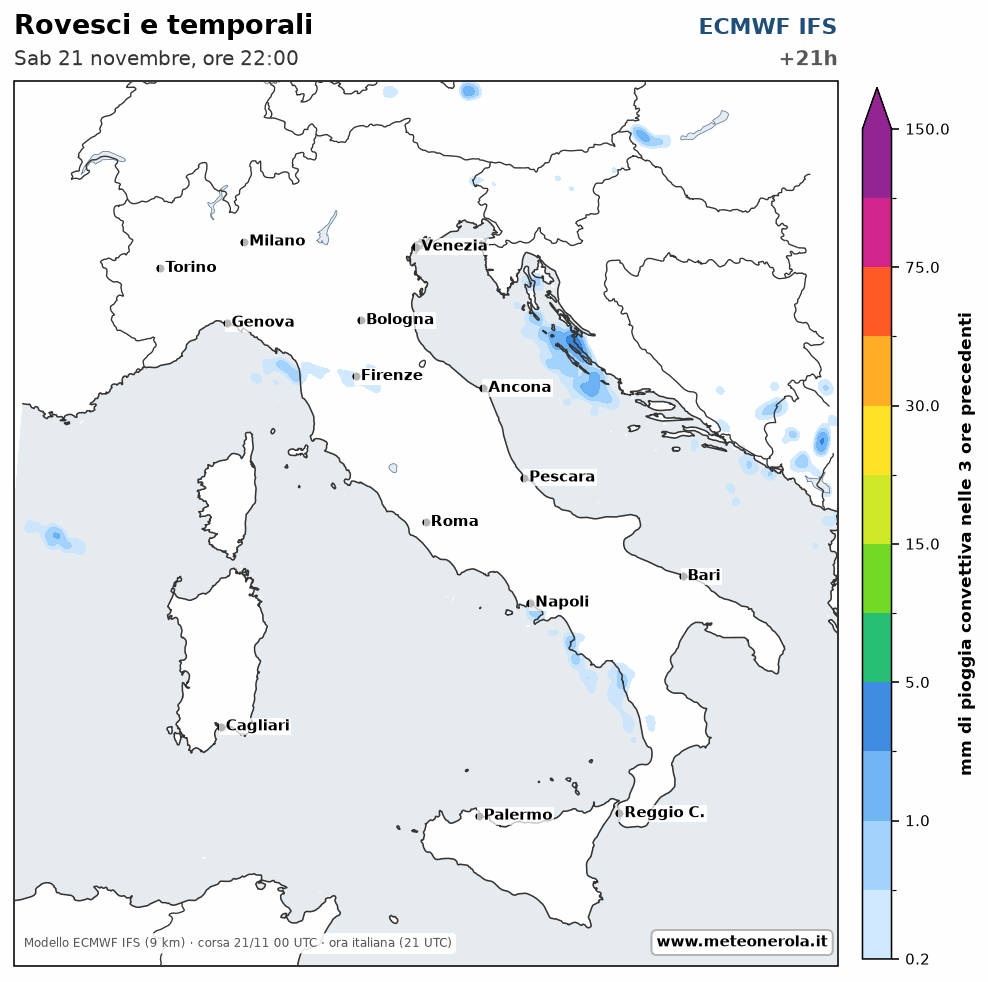 Rovesci e temporali
ECMWF IFS
Sab 21 novembre, ore 22:00
+21h
150.0
75.0
30.0
15.0
5.0
1.0
0.2
mm di pioggia convettiva nelle 3 ore precedenti
Milano
Venezia
Torino
Genova
Bologna
Firenze
Ancona
Pescara
Roma
Bari
Napoli
Cagliari
Palermo
Reggio C.
Modello ECMWF IFS (9 km) · corsa 21/11 00 UTC · ora italiana (21 UTC)
www.meteonerola.it